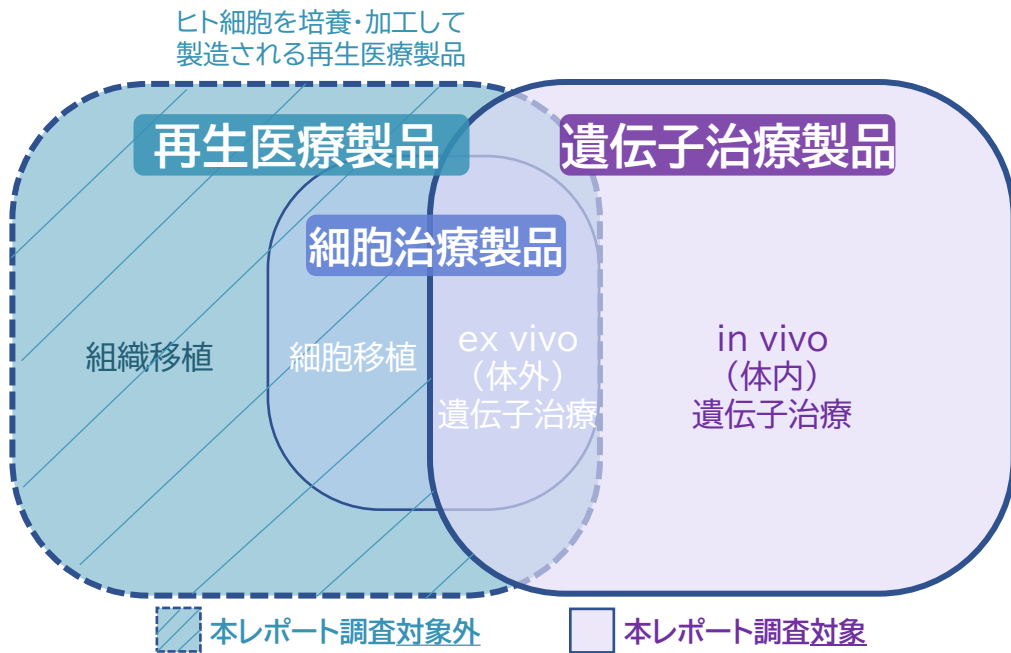 ヒト細胞を培養・加工して
製造される再生医療製品
再生医療製品
遺伝子治療製品
細胞治療製品
組織移植
細胞移植
ex vivo
（体外）
遺伝子治療
in vivo
（体内）
遺伝子治療
本レポート調査対象外
本レポート調査対象